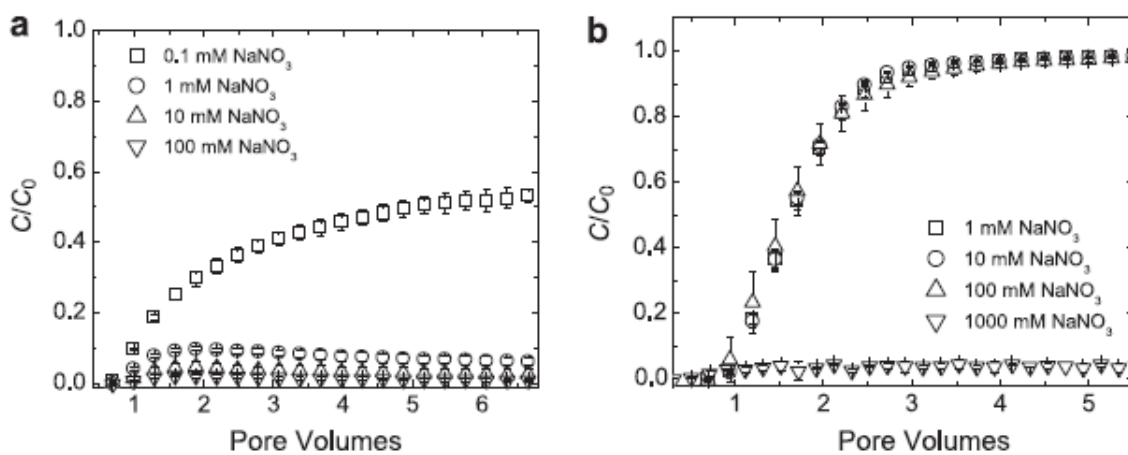 a
1.0
0.8
0.6
0.4
0.2
0.0
C/C₀
□ 0.1 mM NaNO₃
○ 1 mM NaNO₃
△ 10 mM NaNO₃
▽ 100 mM NaNO₃
1 2 3 4 5 6
Pore Volumes
b
1.0
0.8
0.6
0.4
0.2
0.0
C/C₀
□ 1 mM NaNO₃
○ 10 mM NaNO₃
△ 100 mM NaNO₃
▽ 1000 mM NaNO₃
1 2 3 4 5
Pore Volumes